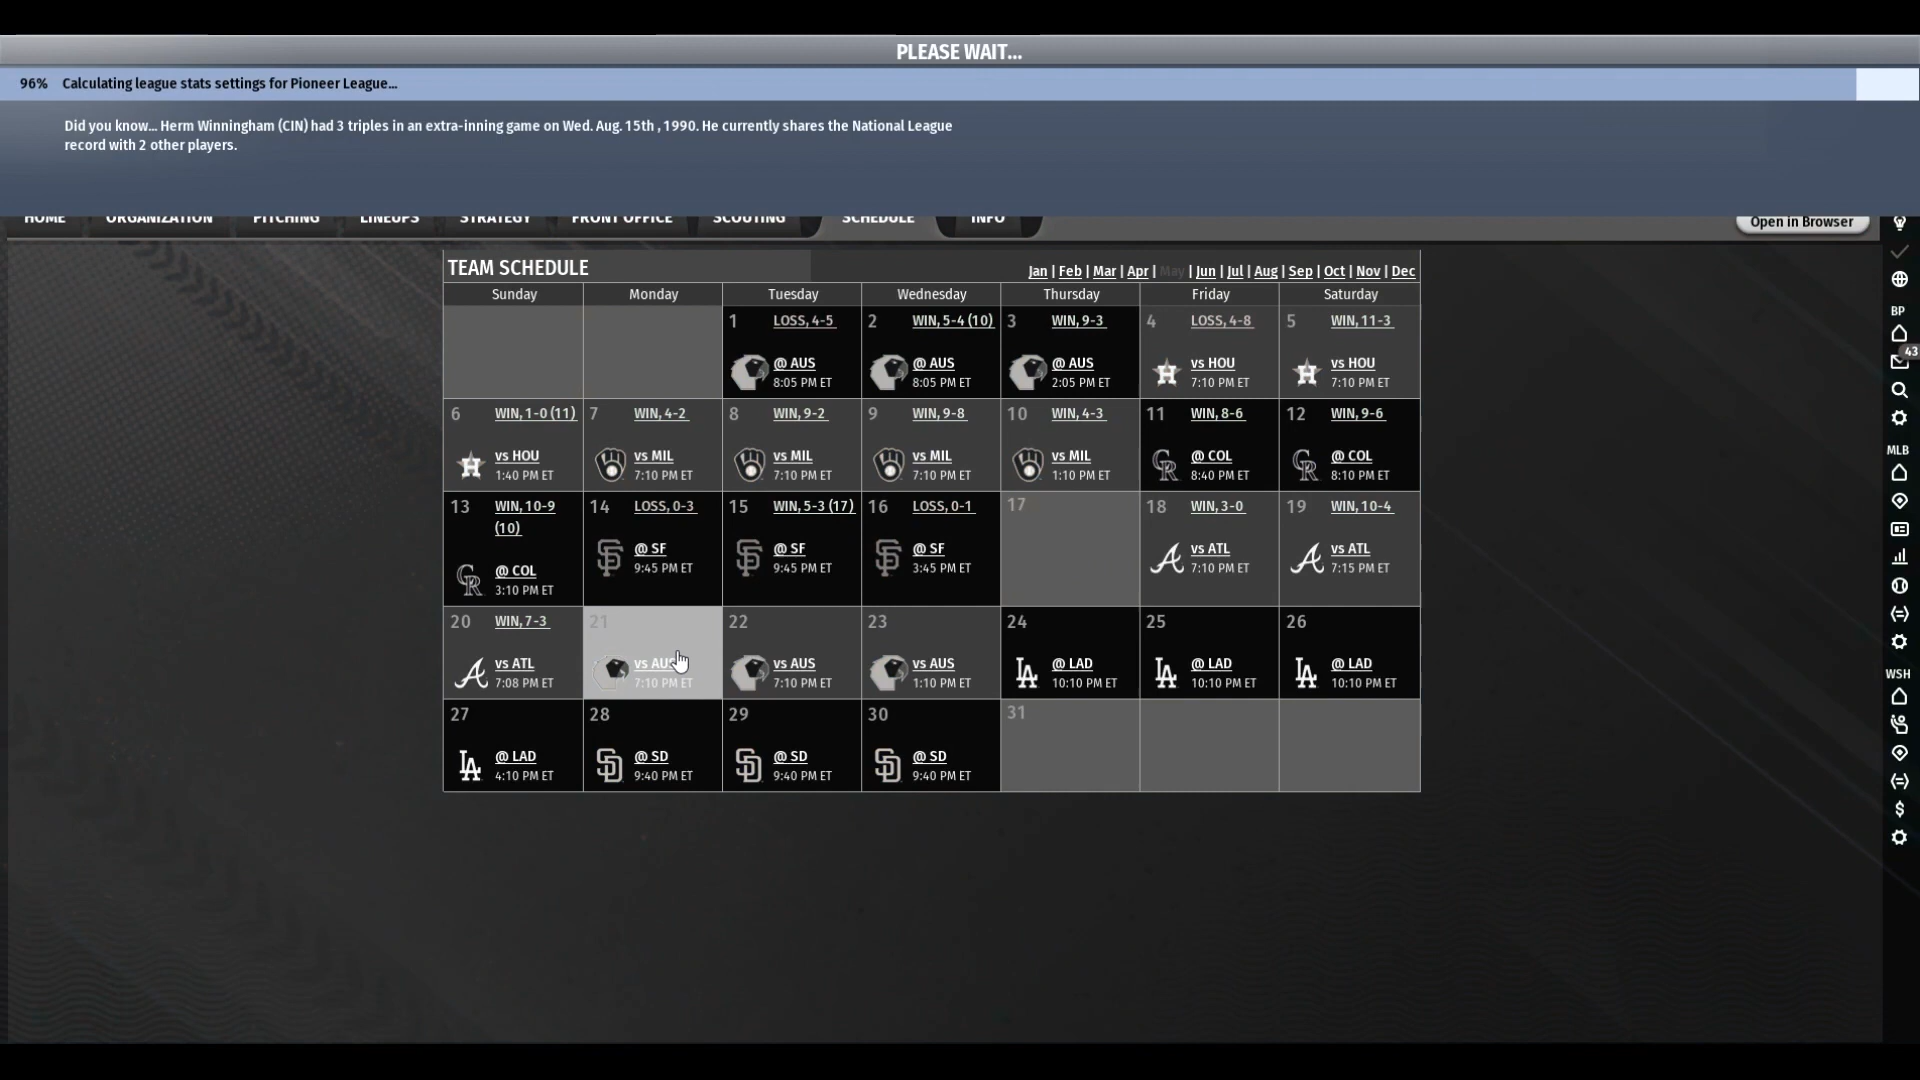 PLEASE WAIT...
96% Calculating league stats settings for Pioneer League...
Did you know... Herm Winningham (CIN) had 3 triples in an extra-inning game on Wed. Aug. 15th , 1990. He currently shares the National League
record with 2 other players.
HOME ORGANIZATION PITCHING LINEUPS STRATEGY FRONT OFFICE SCOUTING SCHEDULE INFO Open in Browser
TEAM SCHEDULE Jan | Feb | Mar | Apr | May | Jun | Jul | Aug | Sep | Oct | Nov | Dec
Sunday Monday Tuesday Wednesday Thursday Friday Saturday
1 LOSS, 4-5 2 WIN, 5-4 (10) 3 WIN, 9-3 4 LOSS, 4-8 5 WIN, 11-3
@ AUS @ AUS @ AUS vs HOU vs HOU
8:05 PM ET 8:05 PM ET 2:05 PM ET 7:10 PM ET 7:10 PM ET
6 WIN, 1-0 (11) 7 WIN, 4-2 8 WIN, 9-2 9 WIN, 9-8 10 WIN, 4-3 11 WIN, 8-6 12 WIN, 9-6
vs HOU vs MIL vs MIL vs MIL vs MIL @ COL @ COL
1:40 PM ET 7:10 PM ET 7:10 PM ET 7:10 PM ET 1:10 PM ET 8:40 PM ET 8:10 PM ET
13 WIN, 10-9 14 LOSS, 0-3 15 WIN, 5-3 (17) 16 LOSS, 0-1 17 18 WIN, 3-0 19 WIN, 10-4
(10)
@ SF @ SF @ SF vs ATL vs ATL
9:45 PM ET 9:45 PM ET 3:45 PM ET 7:10 PM ET 7:15 PM ET
@ COL
3:10 PM ET
20 WIN, 7-3 21 22 23 24 25 26
vs ATL vs AUS vs AUS vs AUS @ LAD @ LAD @ LAD
7:08 PM ET 7:10 PM ET 7:10 PM ET 1:10 PM ET 10:10 PM ET 10:10 PM ET 10:10 PM ET
27 28 29 30 31
@ LAD @ SD @ SD @ SD
4:10 PM ET 9:40 PM ET 9:40 PM ET 9:40 PM ET
BP
43
MLB
WSH